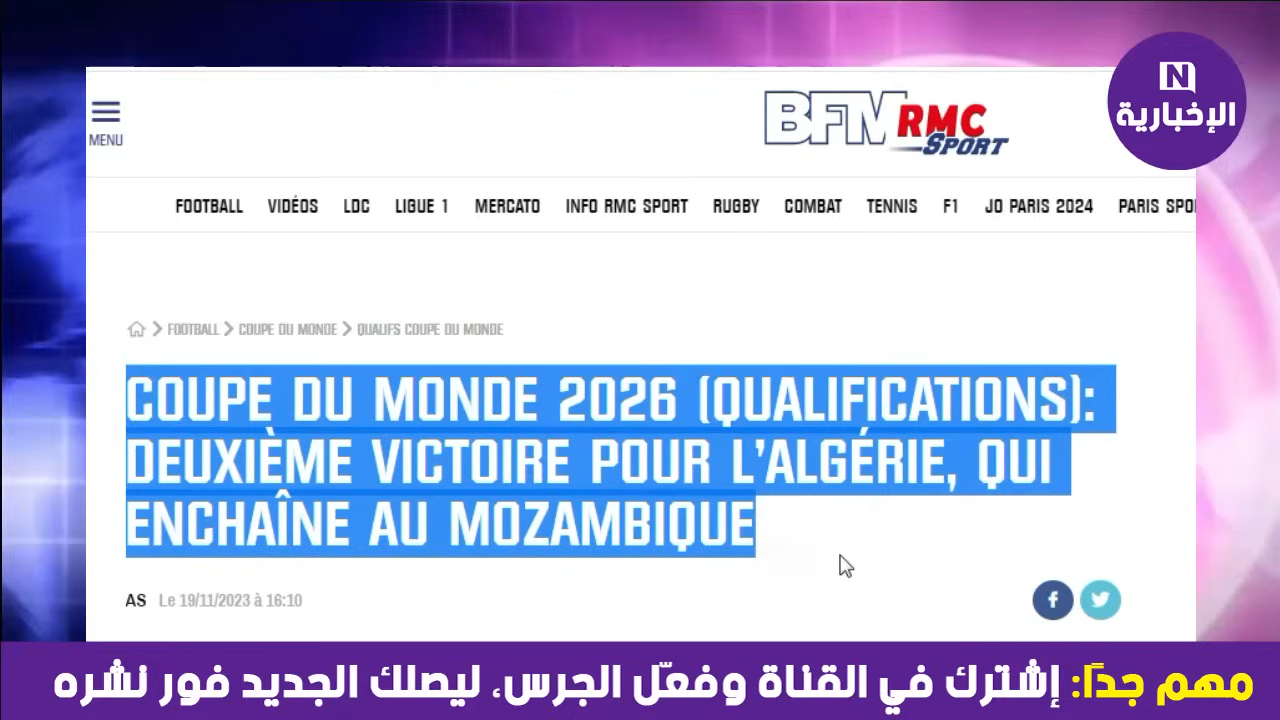 MENU
BFM RMC SPORT
N
الإخبارية
FOOTBALL VIDÉOS LDC LIGUE 1 MERCATO INFO RMC SPORT RUGBY COMBAT TENNIS F1 JO PARIS 2024 PARIS SPO
FOOTBALL COUPE DU MONDE QUALIFS COUPE DU MONDE
COUPE DU MONDE 2026 (QUALIFICATIONS):
DEUXIÈME VICTOIRE POUR L'ALGÉRIE, QUI
ENCHAÎNE AU MOZAMBIQUE
AS Le 19/11/2023 à 16:10
مهم جدًا: إشترك في القناة وفعّل الجرس، ليصلك الجديد فور نشره